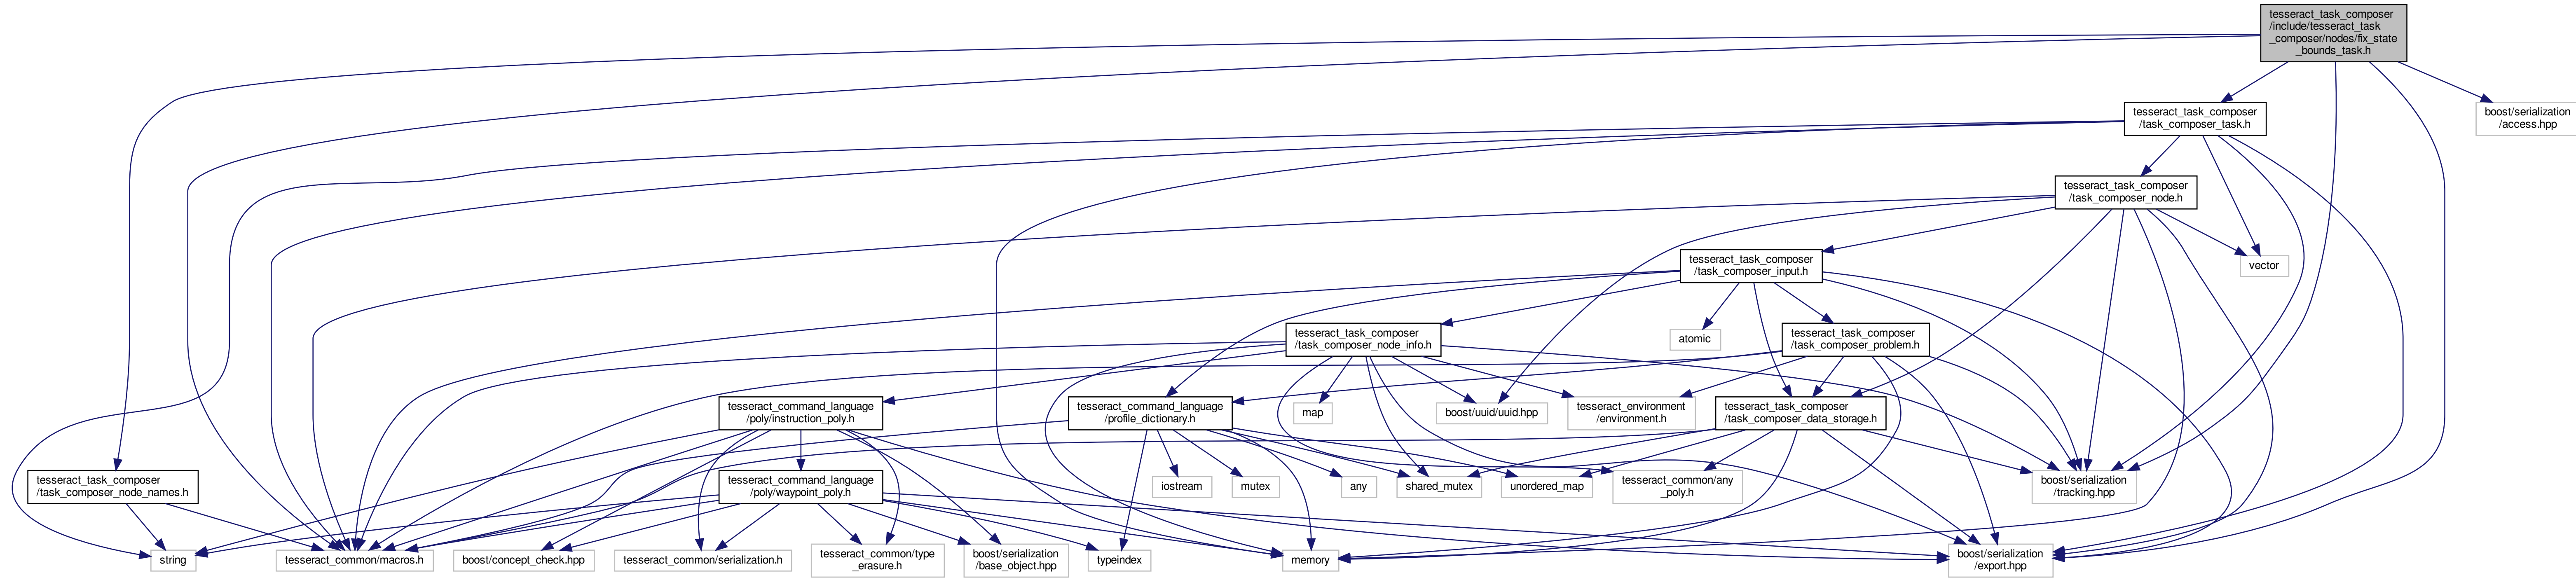 tesseract_task_composer
/include/tesseract_task
_composer/nodes/fix_state
_bounds_task.h
tesseract_task_composer
/task_composer_task.h
boost/serialization
/access.hpp
tesseract_task_composer
/task_composer_node.h
tesseract_task_composer
/task_composer_input.h
vector
tesseract_task_composer
/task_composer_node_info.h
atomic
tesseract_task_composer
/task_composer_problem.h
tesseract_command_language
/poly/instruction_poly.h
tesseract_command_language
/profile_dictionary.h
map
boost/uuid/uuid.hpp
tesseract_environment
/environment.h
tesseract_task_composer
/task_composer_data_storage.h
tesseract_task_composer
/task_composer_node_names.h
tesseract_command_language
/poly/waypoint_poly.h
iostream
mutex
any
shared_mutex
unordered_map
tesseract_common/any
_poly.h
boost/serialization
/tracking.hpp
string
tesseract_common/macros.h
boost/concept_check.hpp
tesseract_common/serialization.h
tesseract_common/type
_erasure.h
boost/serialization
/base_object.hpp
typeindex
memory
boost/serialization
/export.hpp